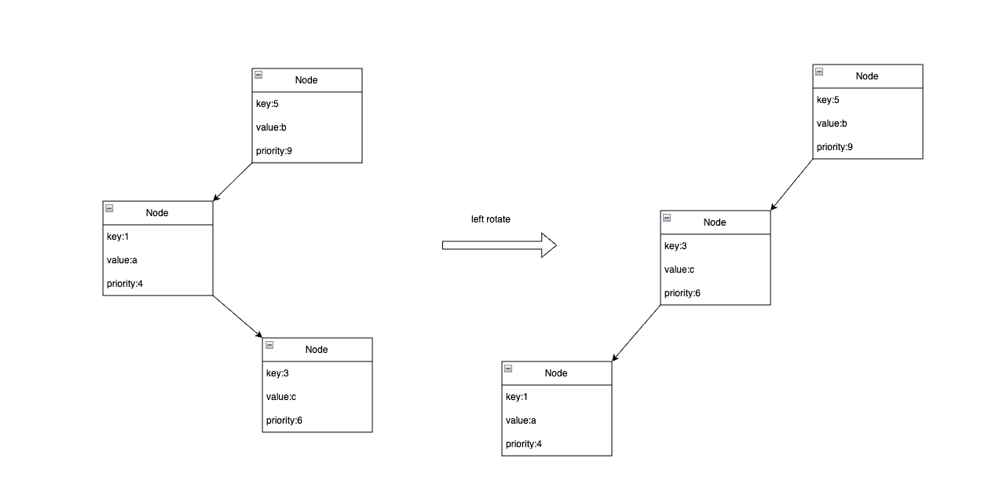 Node
key:5
value:b
priority:9
Node
key:1
value:a
priority:4
Node
key:3
value:c
priority:6
left rotate
Node
key:5
value:b
priority:9
Node
key:3
value:c
priority:6
Node
key:1
value:a
priority:4